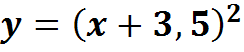 y = (x + 3,5)²